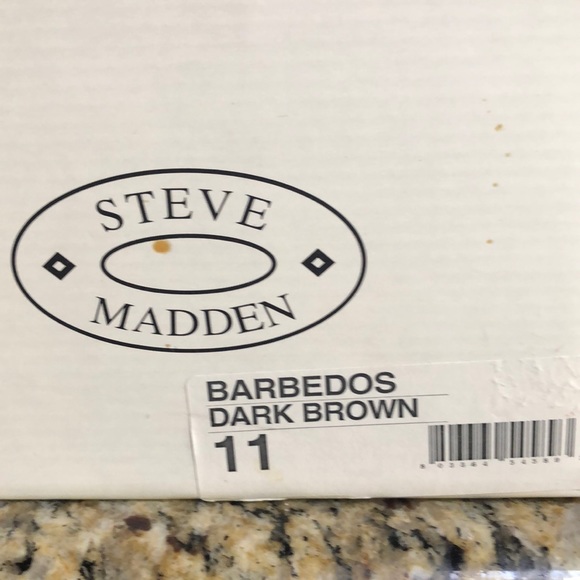 STEVE
MADDEN
BARBEDOS
DARK BROWN
11